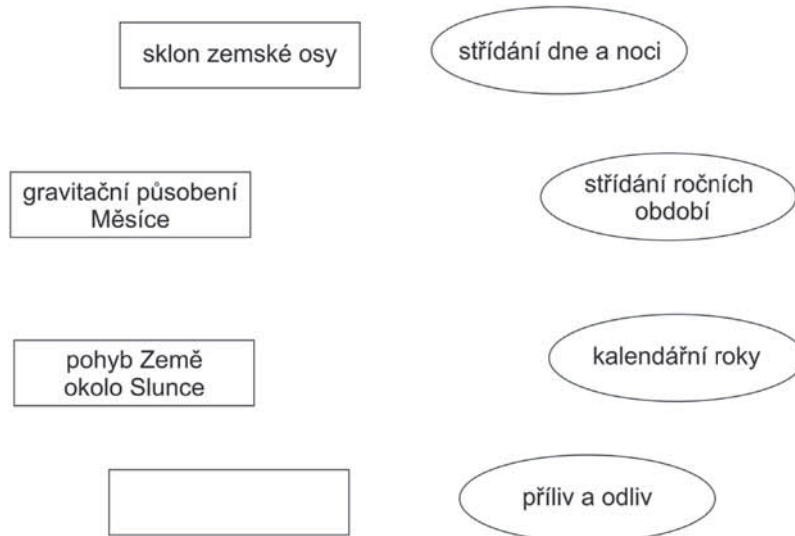 sklon zemské osy
střídání dne a noci
gravitační působení
Měsíce
střídání ročních
období
pohyb Země
okolo Slunce
kalendářní roky
příliv a odliv